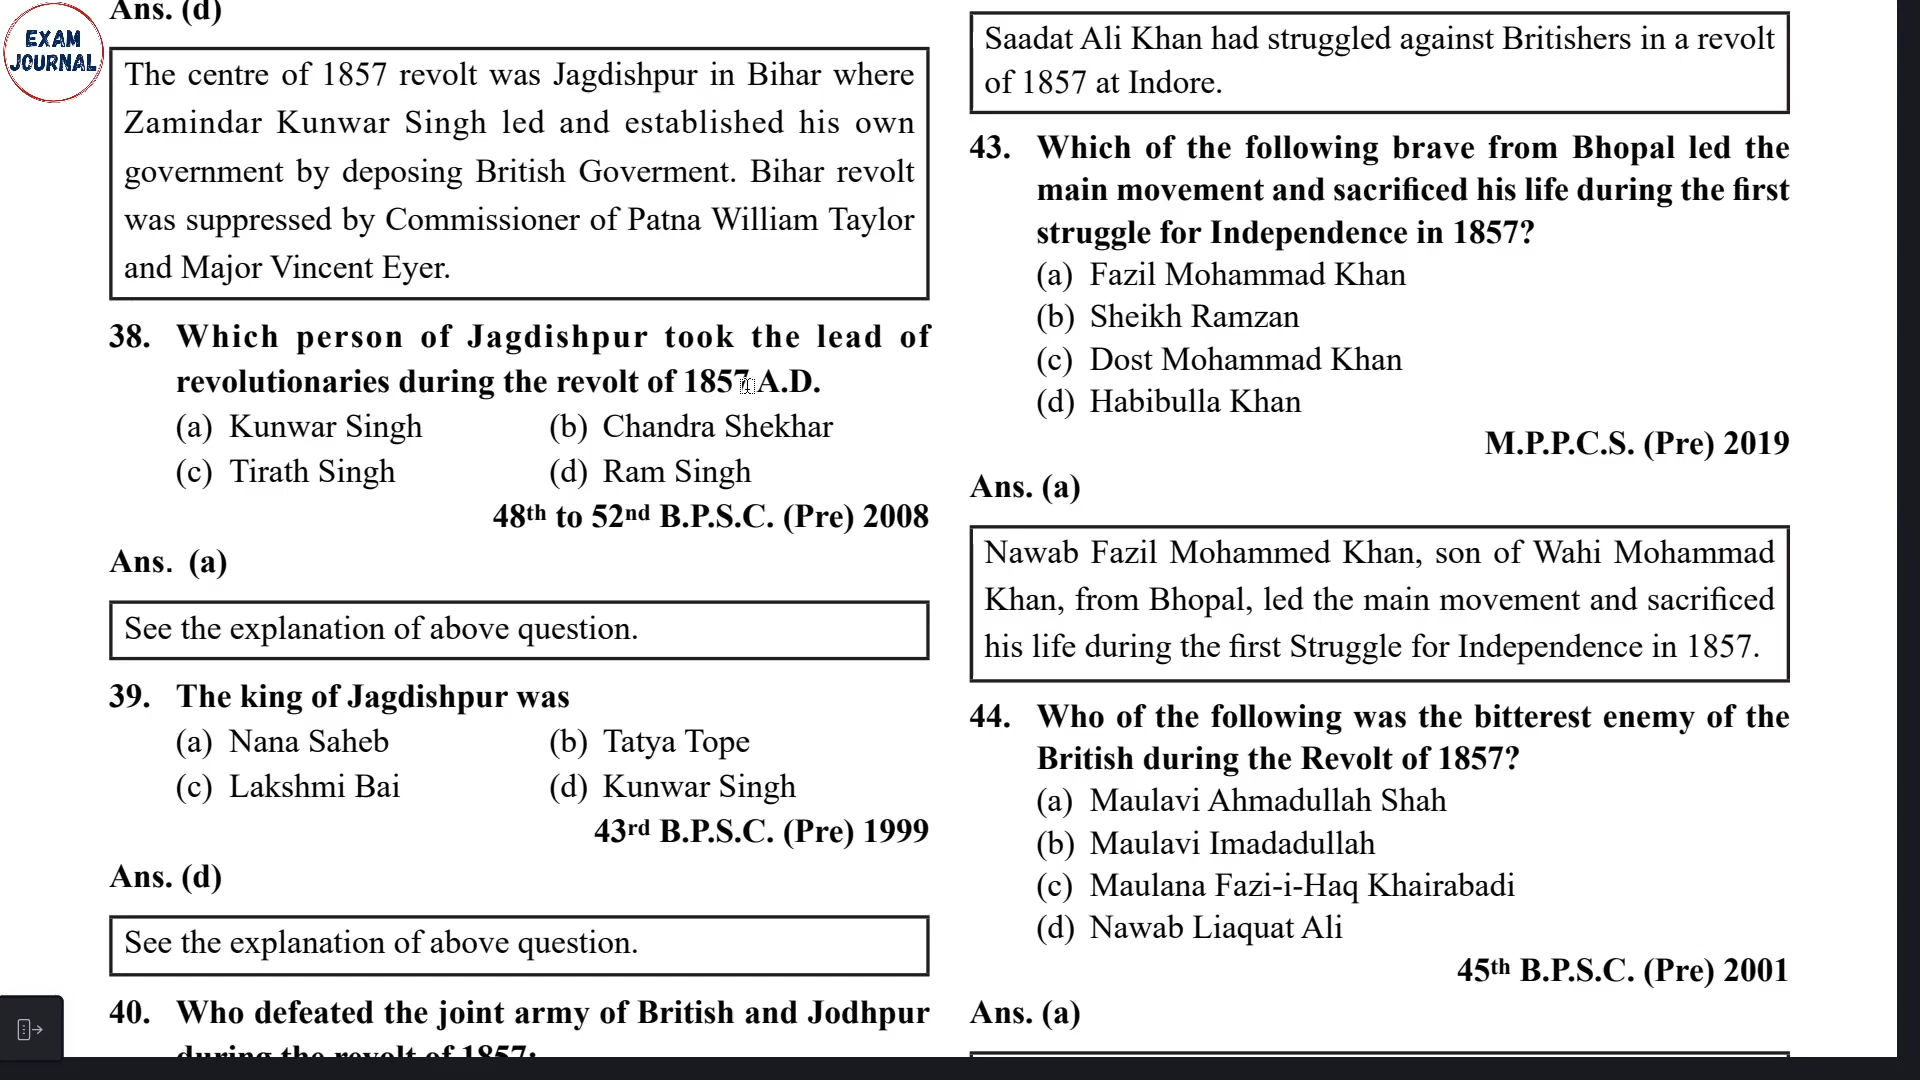 EXAM
JOURNAL
Ans. (d)
The centre of 1857 revolt was Jagdishpur in Bihar where
Zamindar Kunwar Singh led and established his own
government by deposing British Goverment. Bihar revolt
was suppressed by Commissioner of Patna William Taylor
and Major Vincent Eyer.
38. Which person of Jagdishpur took the lead of
revolutionaries during the revolt of 1857 A.D.
(a) Kunwar Singh (b) Chandra Shekhar
(c) Tirath Singh (d) Ram Singh
48th to 52nd B.P.S.C. (Pre) 2008
Ans. (a)
See the explanation of above question.
39. The king of Jagdishpur was
(a) Nana Saheb (b) Tatya Tope
(c) Lakshmi Bai (d) Kunwar Singh
43rd B.P.S.C. (Pre) 1999
Ans. (d)
See the explanation of above question.
40. Who defeated the joint army of British and Jodhpur
during the revolt of 1857:
Saadat Ali Khan had struggled against Britishers in a revolt
of 1857 at Indore.
43. Which of the following brave from Bhopal led the
main movement and sacrificed his life during the first
struggle for Independence in 1857?
(a) Fazil Mohammad Khan
(b) Sheikh Ramzan
(c) Dost Mohammad Khan
(d) Habibulla Khan
M.P.P.C.S. (Pre) 2019
Ans. (a)
Nawab Fazil Mohammed Khan, son of Wahi Mohammad
Khan, from Bhopal, led the main movement and sacrificed
his life during the first Struggle for Independence in 1857.
44. Who of the following was the bitterest enemy of the
British during the Revolt of 1857?
(a) Maulavi Ahmadullah Shah
(b) Maulavi Imadadullah
(c) Maulana Fazi-i-Haq Khairabadi
(d) Nawab Liaquat Ali
45th B.P.S.C. (Pre) 2001
Ans. (a)